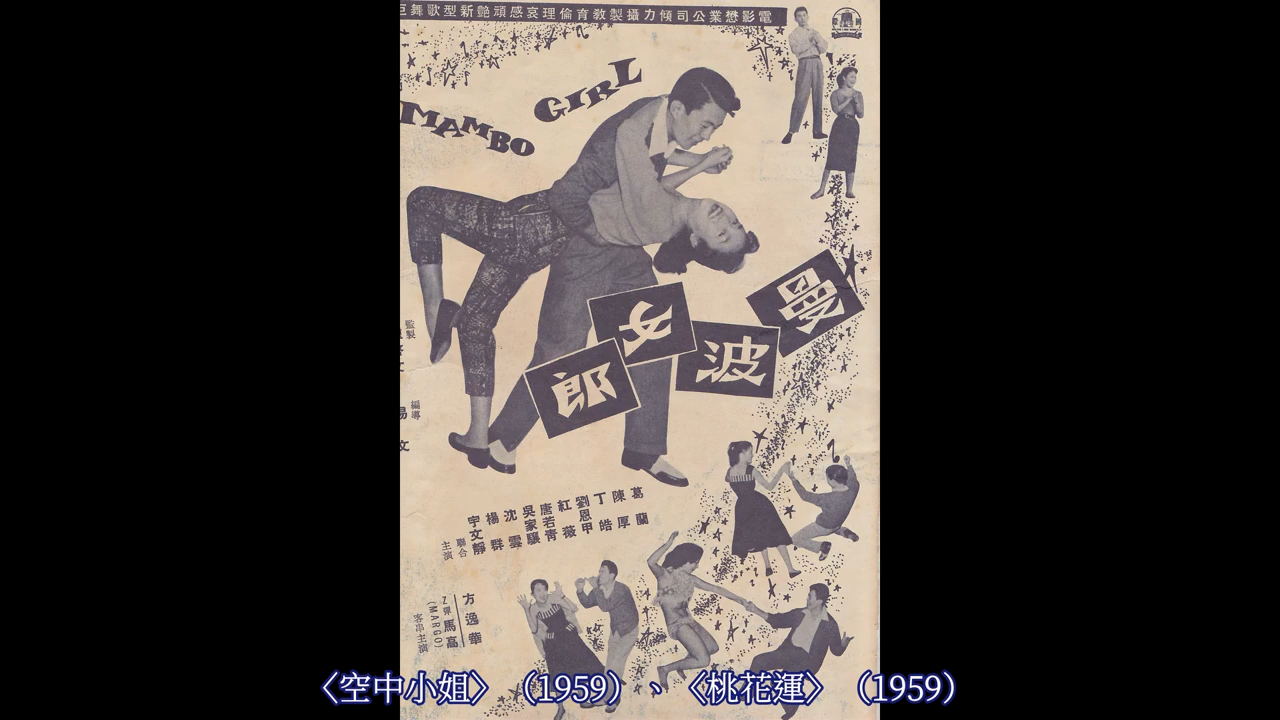 電影懋業公司傾力攝製教育倫理哀感頑艷新型歌舞巨
MAMBO GIRL
曼波女郎
監製
編導
易文
葛蘭
陳厚
丁皓
劉恩甲
紅薇
唐若青
吳家驤
沈雲
楊群
宇文靜
聯合主演
方逸華
馬高
(MARGO)
客串主演
〈空中小姐〉（1959）、〈桃花運〉（1959）